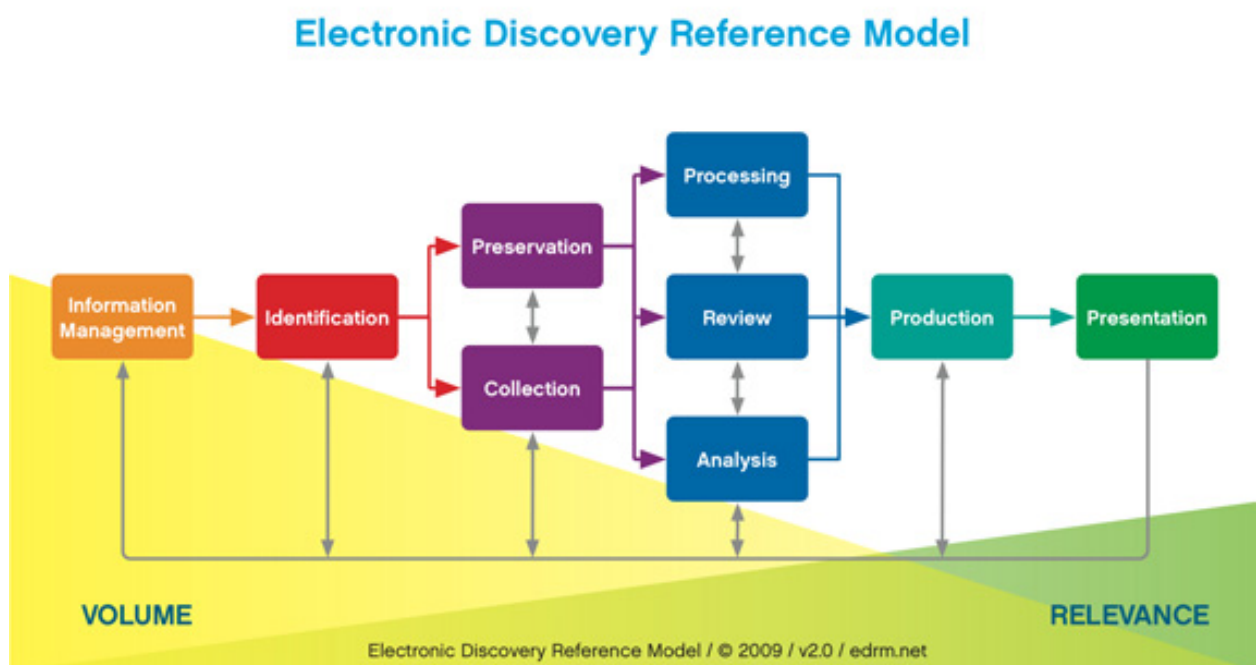 Electronic Discovery Reference Model
Processing
Preservation
Information
Management
Identification
Review
Production
Presentation
Collection
Analysis
VOLUME
RELEVANCE
Electronic Discovery Reference Model / © 2009 / v2.0 / edrm.net